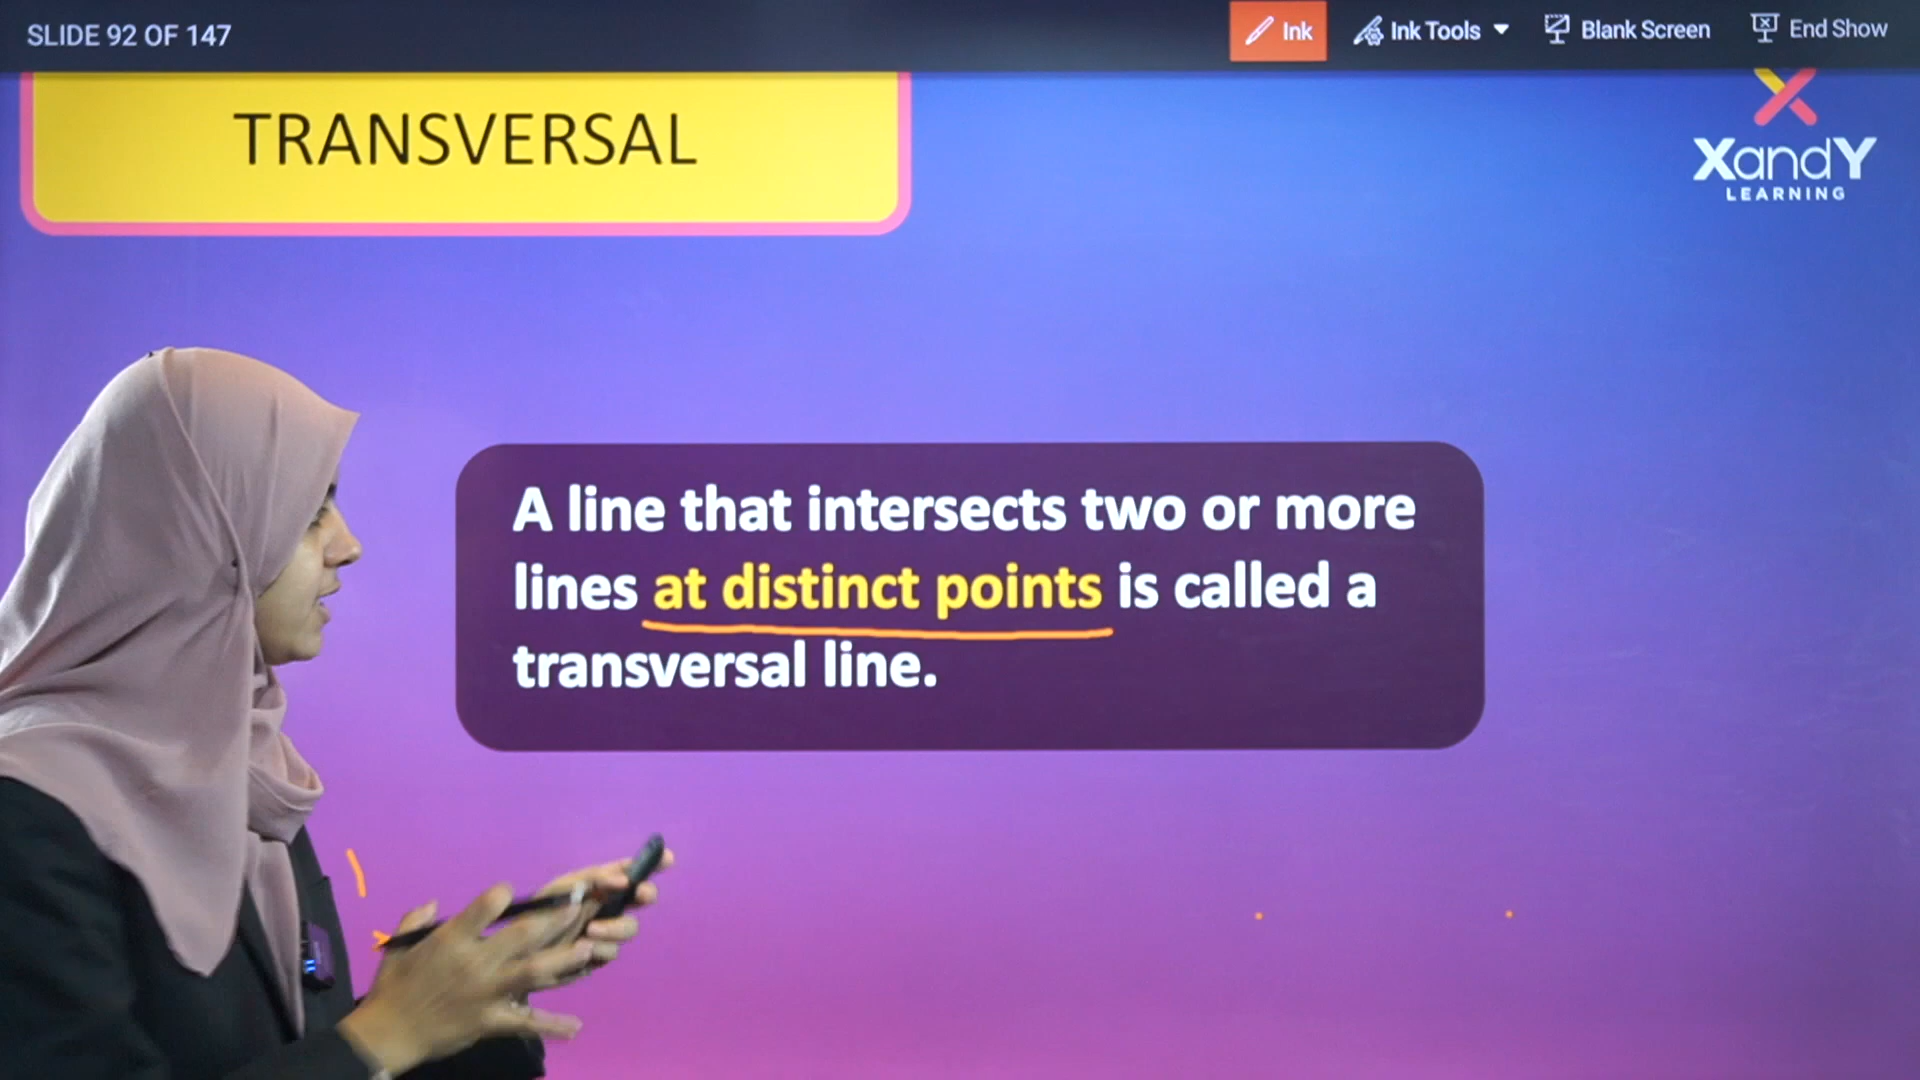 SLIDE 92 OF 147
Ink
Ink Tools
Blank Screen
End Show
TRANSVERSAL
XandY
LEARNING
A line that intersects two or more
lines at distinct points is called a
transversal line.